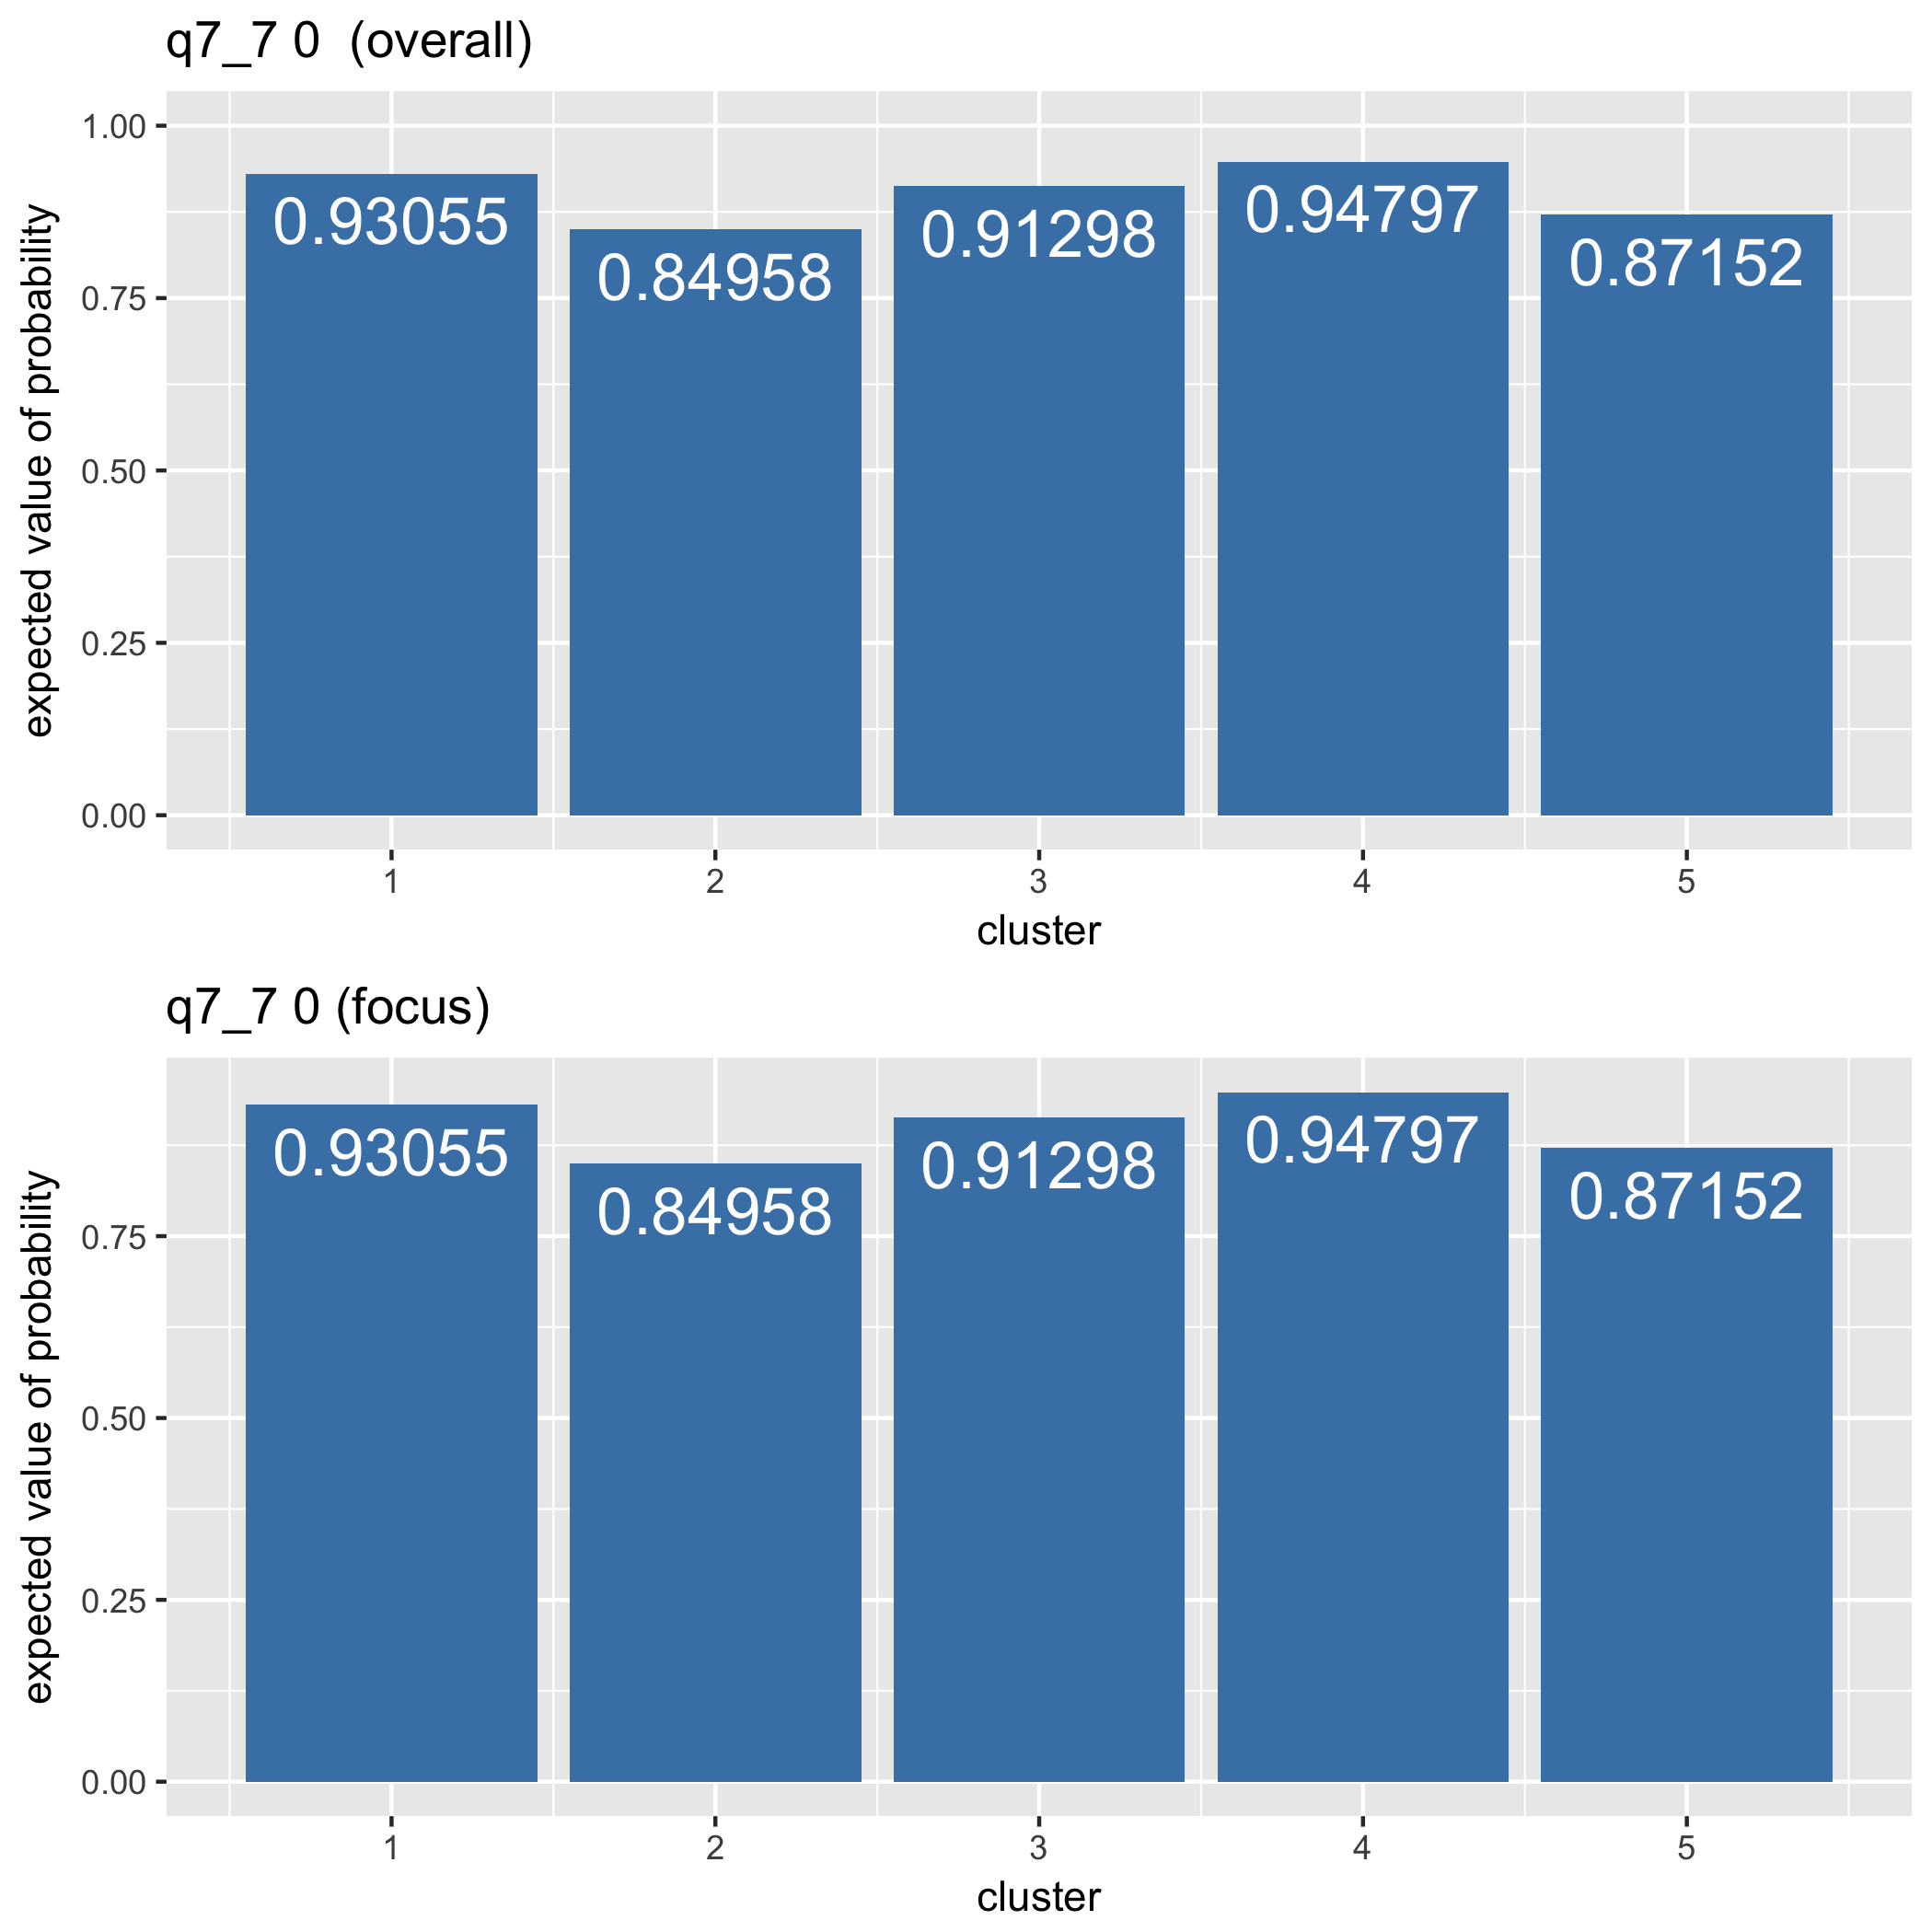 q7_7 0  (overall)
expected value of probability
1.00
0.75
0.50
0.25
0.00
0.93055
0.84958
0.91298
0.94797
0.87152
1 2 3 4 5
cluster
q7_7 0 (focus)
expected value of probability
0.75
0.50
0.25
0.00
0.93055
0.84958
0.91298
0.94797
0.87152
1 2 3 4 5
cluster